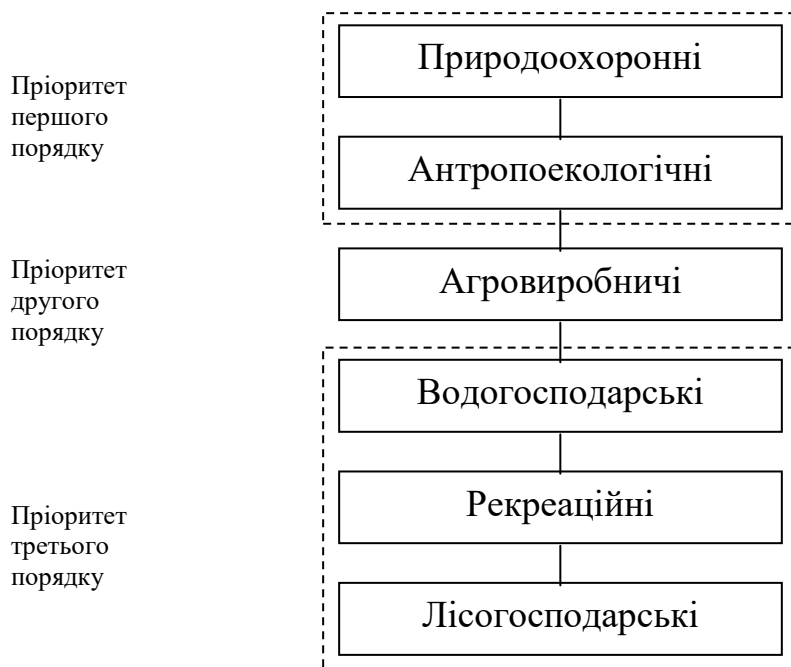 Пріоритет
першого
порядку
Природоохоронні
Антропоекологічні
Пріоритет
другого
порядку
Агровиробничі
Пріоритет
третього
порядку
Водогосподарські
Рекреаційні
Лісогосподарські